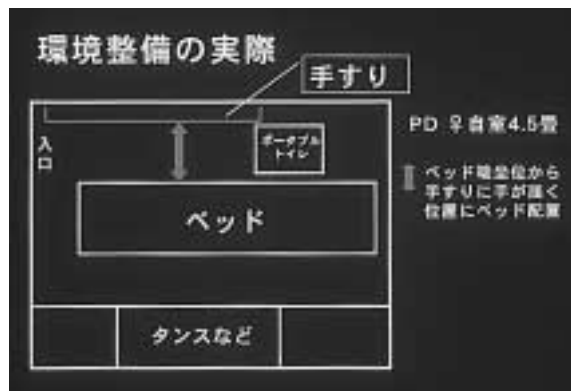 環境整備の実際
手すり
入口
ポータブル
トイレ
ベッド
タンスなど
PD ♀自室4.5畳
ベッド端坐位から
手すりに手が届く
位置にベッド配置